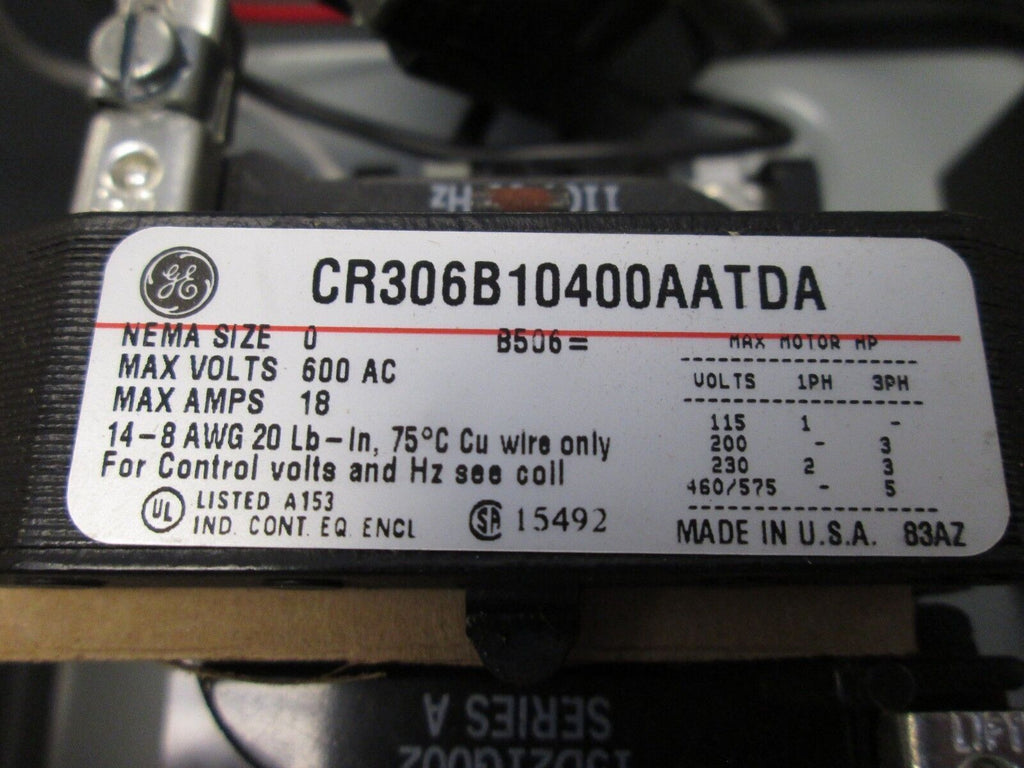 110
Hz
GE
CR306B10400AATDA
NEMA SIZE 0 B506=
MAX VOLTS 600 AC
MAX AMPS 18
14-8 AWG 20 Lb-In, 75°C Cu wire only
For Control volts and Hz see coil
UL LISTED A153
IND. CONT. EQ. ENCL
SA 15492
MAX MOTOR HP
VOLTS 1PH 3PH
115 1 -
200 - 3
230 2 3
460/575 - 5
MADE IN U.S.A. 83AZ
SERIES A
15D21G002